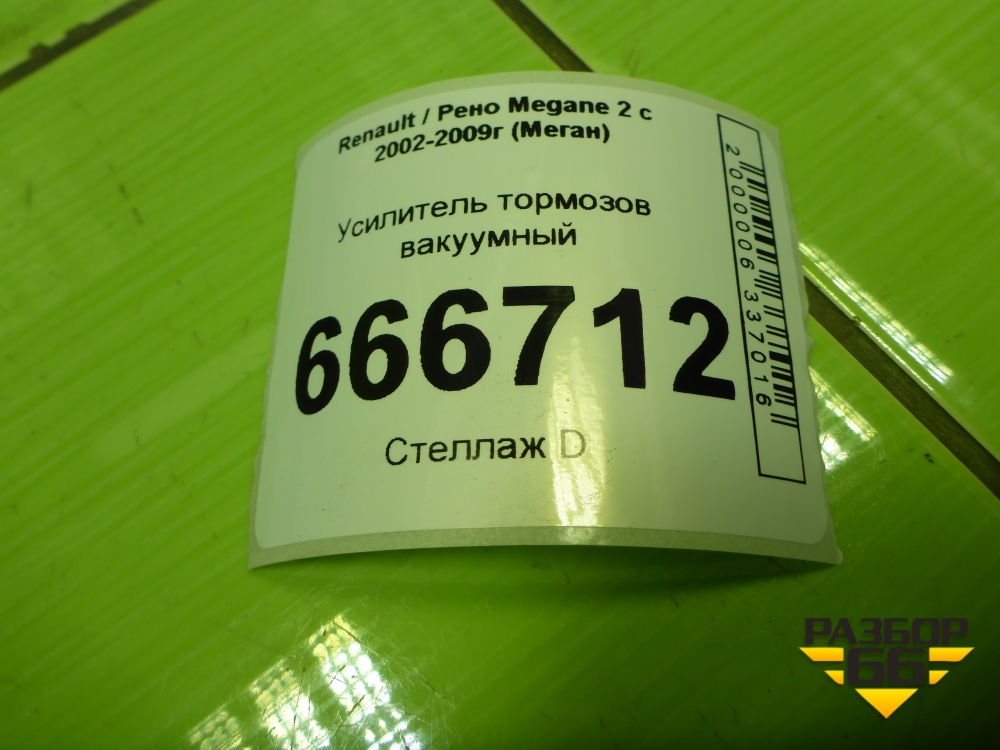 Renault / Рено Megane 2 с
2002-2009г (Меган)
Усилитель тормозов
вакуумный
666712
Стеллаж D
2000006337016
РАЗБОР
66